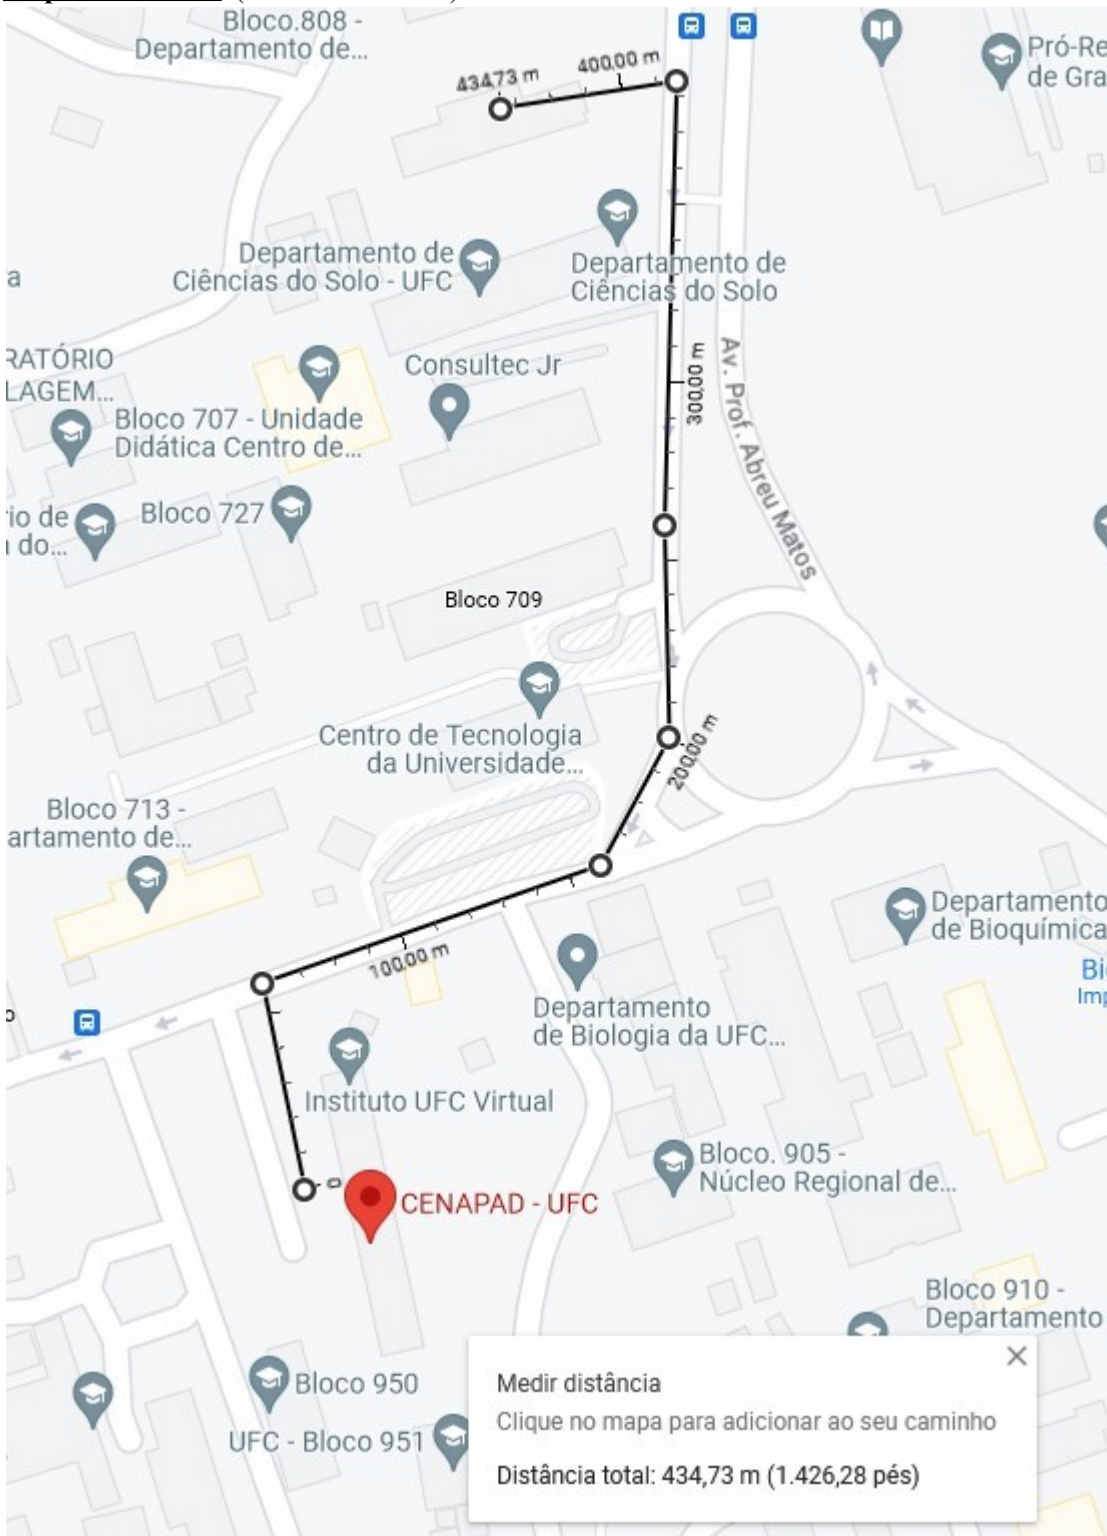 Bloco.808 -
Departamento de...
434,73 m
400,00 m
Pró-Re
de Gra
Departamento de
Ciências do Solo - UFC
Departamento de
Ciências do Solo
a
RATÓRIO
LAGEM...
Consultec Jr
300,00 m
Av. Prof. Abreu Matos
Bloco 707 - Unidade
Didática Centro de...
Bloco 727
io de
do...
Bloco 709
Centro de Tecnologia
da Universidade...
200,00 m
Bloco 713 -
artamento de...
100,00 m
Departamento
de Bioquímica
Bi
Imp
o
Departamento
de Biologia da UFC...
Instituto UFC Virtual
Bloco. 905 -
Núcleo Regional de...
0
CENAPAD - UFC
Bloco 910 -
Departamento
Bloco 950
UFC - Bloco 951
Medir distância
Clique no mapa para adicionar ao seu caminho
Distância total: 434,73 m (1.426,28 pés)